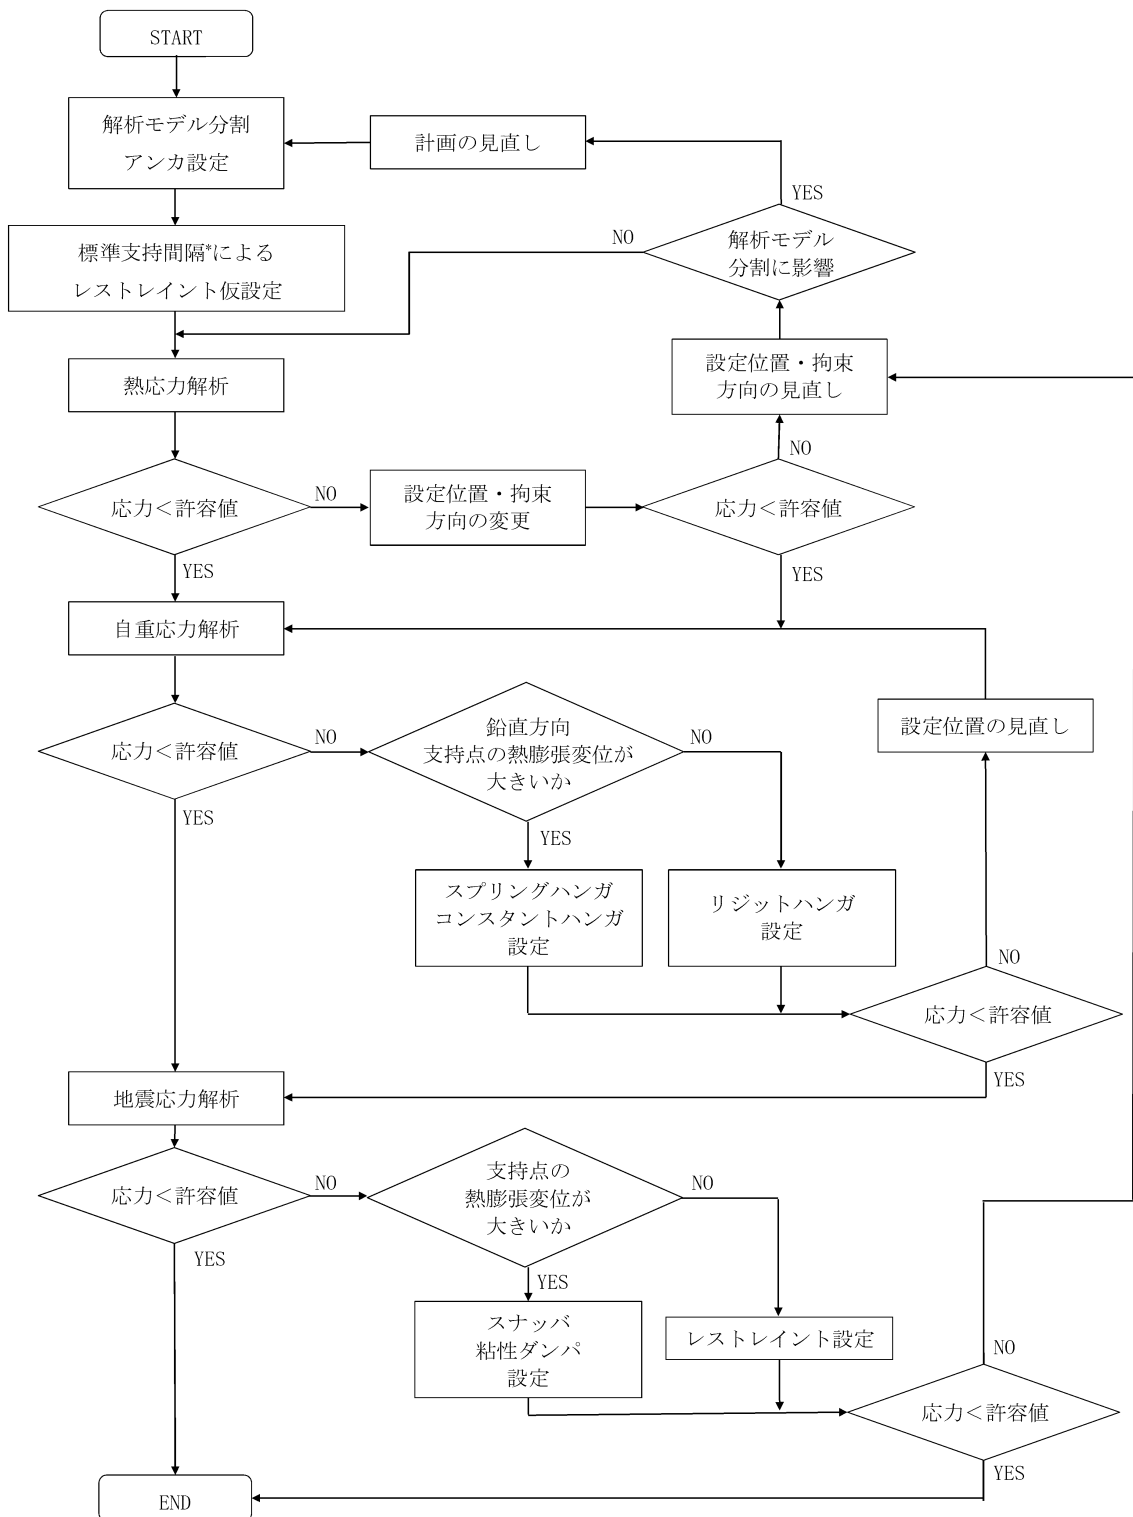 START
解析モデル分割
アンカ設定
計画の見直し
YES
標準支持間隔*による
レストレイント仮設定
NO
解析モデル
分割に影響
設定位置・拘束
方向の見直し
熱応力解析
NO
応力＜許容値
NO
設定位置・拘束
方向の変更
応力＜許容値
YES
YES
自重応力解析
設定位置の見直し
応力＜許容値
NO
鉛直方向
支持点の熱膨張変位が
大きいか
NO
YES
YES
スプリングハンガ
コンスタントハンガ
設定
リジットハンガ
設定
NO
応力＜許容値
YES
地震応力解析
応力＜許容値
NO
支持点の
熱膨張変位が
大きいか
NO
YES
YES
スナッバ
粘性ダンパ
設定
レストレイント設定
NO
応力＜許容値
YES
END